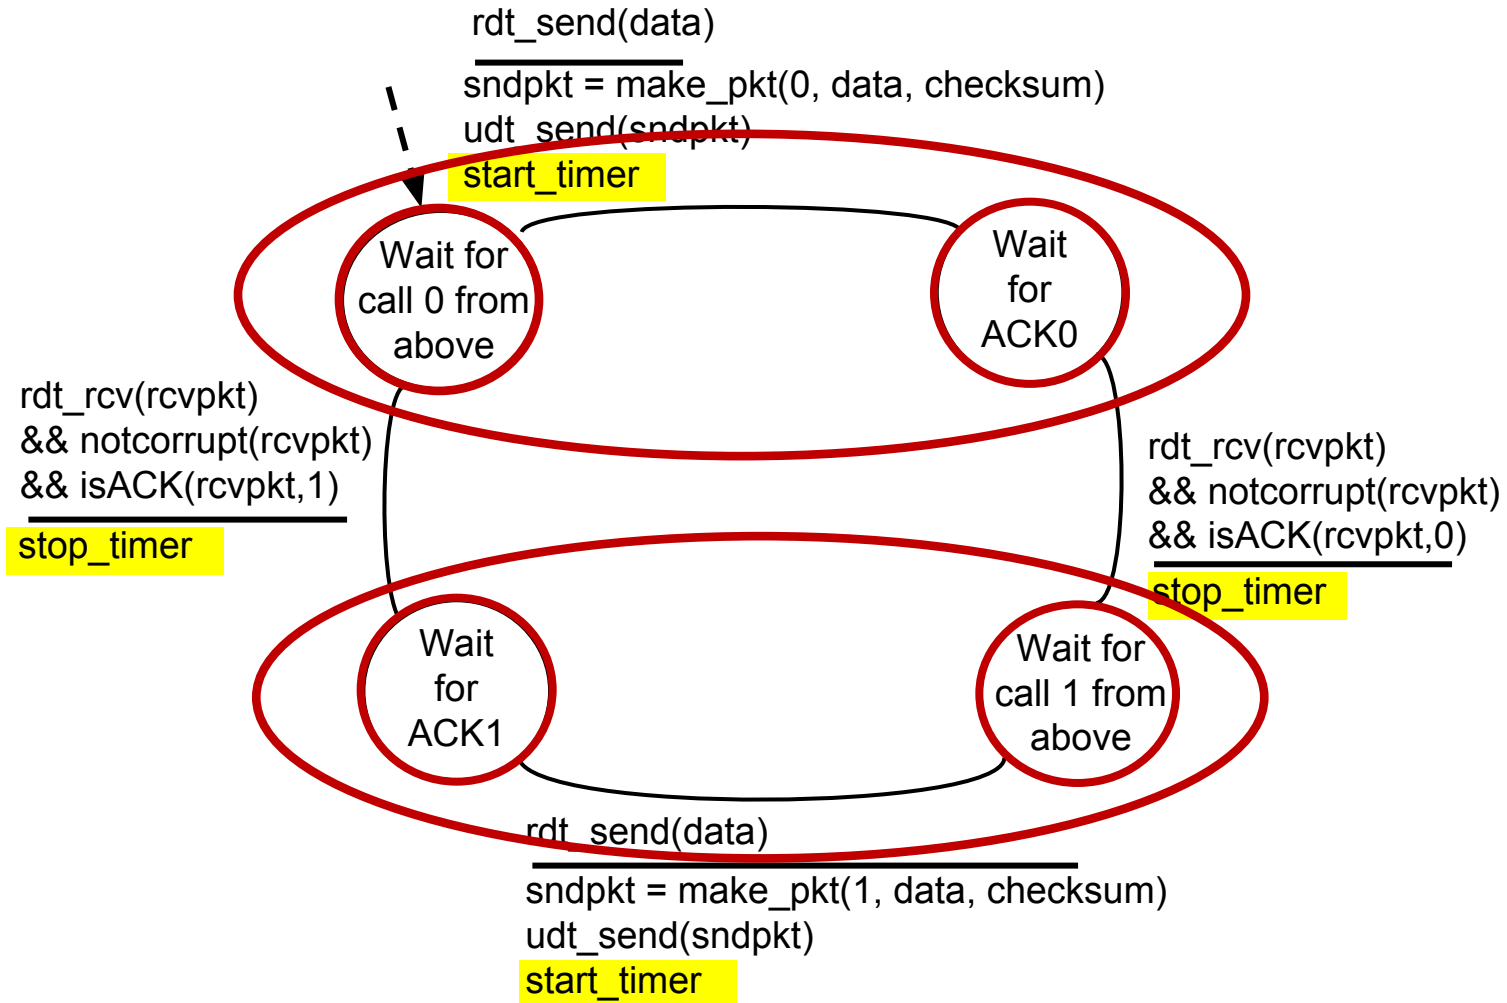 rdt_send(data)
sndpkt = make_pkt(0, data, checksum)
udt_send(sndpkt)
start_timer
Wait for
call 0 from
above
Wait
for
ACK0
rdt_rcv(rcvpkt)
&& notcorrupt(rcvpkt)
&& isACK(rcvpkt,1)
stop_timer
rdt_rcv(rcvpkt)
&& notcorrupt(rcvpkt)
&& isACK(rcvpkt,0)
stop_timer
Wait
for
ACK1
Wait for
call 1 from
above
rdt_send(data)
sndpkt = make_pkt(1, data, checksum)
udt_send(sndpkt)
start_timer